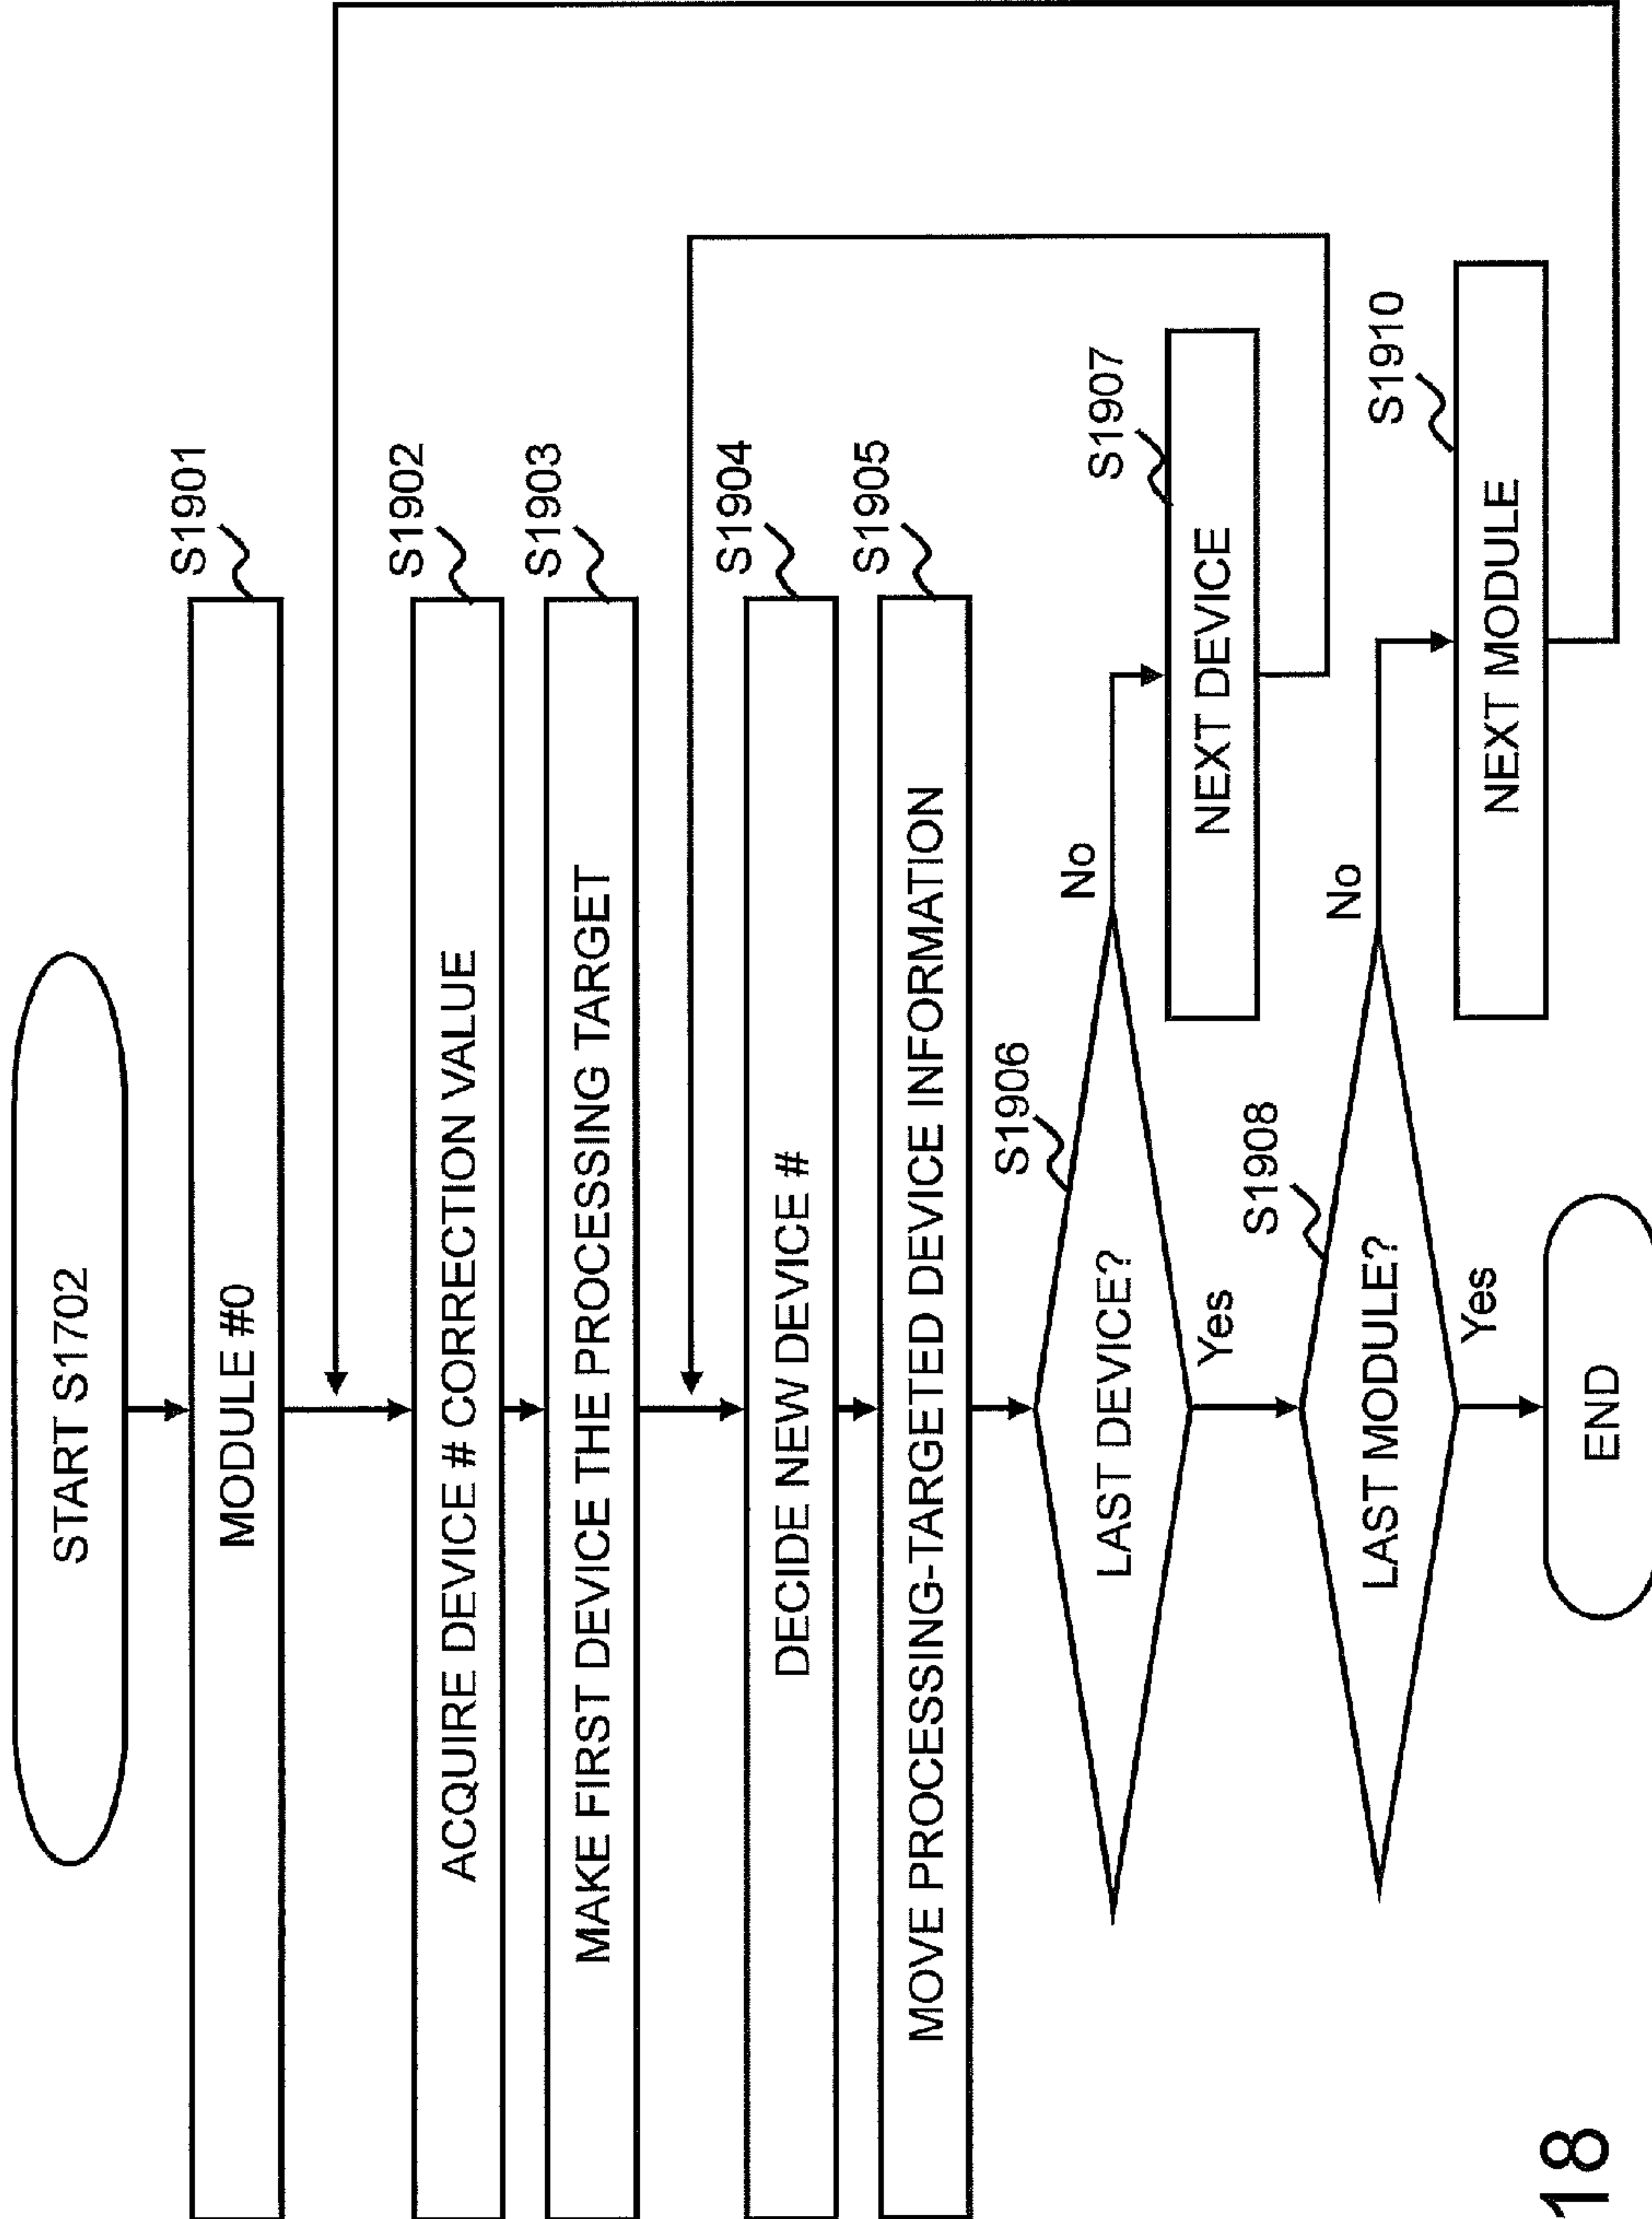 START S1702
S1901
MODULE #0
S1902
ACQUIRE DEVICE # CORRECTION VALUE
S1903
MAKE FIRST DEVICE THE PROCESSING TARGET
S1904
DECIDE NEW DEVICE #
S1905
MOVE PROCESSING-TARGETED DEVICE INFORMATION
S1906
LAST DEVICE?
No
S1907
NEXT DEVICE
Yes
S1908
LAST MODULE?
No
S1910
NEXT MODULE
Yes
END
18